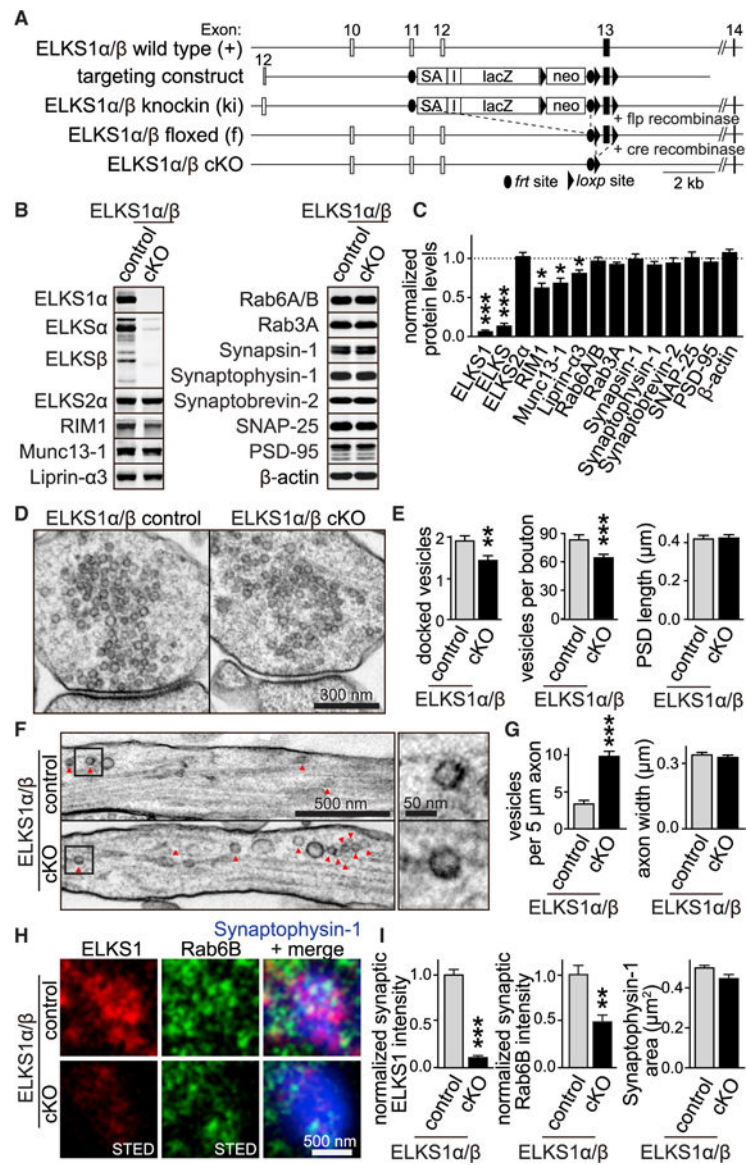 A
Exon:
10 11 12 13 14
ELKS1α/β wild type (+)
12
targeting construct
SA I lacZ neo
ELKS1α/β knockin (ki)
SA I lacZ neo
+ flp recombinase
ELKS1α/β floxed (f)
+ cre recombinase
ELKS1α/β cKO
frt site loxp site 2 kb
B
ELKS1α/β
control cKO
ELKS1α
ELKSα
ELKSβ
ELKS2α
RIM1
Munc13-1
Liprin-α3
ELKS1α/β
control cKO
Rab6A/B
Rab3A
Synapsin-1
Synaptophysin-1
Synaptobrevin-2
SNAP-25
PSD-95
β-actin
C
normalized
protein levels
1.0
0.5
0.0
*** *** * * *
ELKS1
ELKS
ELKS2α
RIM1
Munc13-1
Liprin-α3
Rab6A/B
Rab3A
Synapsin-1
Synaptophysin-1
Synaptobrevin-2
SNAP-25
PSD-95
β-actin
D
ELKS1α/β control ELKS1α/β cKO
300 nm
E
docked vesicles
2
1
0
**
control cKO
ELKS1α/β
vesicles per bouton
90
60
30
0
***
control cKO
ELKS1α/β
PSD length (µm)
0.4
0.2
0
control cKO
ELKS1α/β
F
ELKS1α/β
control
cKO
500 nm
50 nm
G
vesicles
per 5 µm axon
10
5
0
***
control cKO
ELKS1α/β
axon width (µm)
0.4
0.2
0
control cKO
ELKS1α/β
H
Synaptophysin-1
ELKS1 Rab6B + merge
ELKS1α/β
control
cKO
STED STED 500 nm
I
normalized synaptic
ELKS1 intensity
1.0
0.5
0
***
control cKO
ELKS1α/β
normalized synaptic
Rab6B intensity
1.0
0.5
0
**
control cKO
ELKS1α/β
Synaptophysin-1
area (µm²)
0.4
0.2
0
control cKO
ELKS1α/β